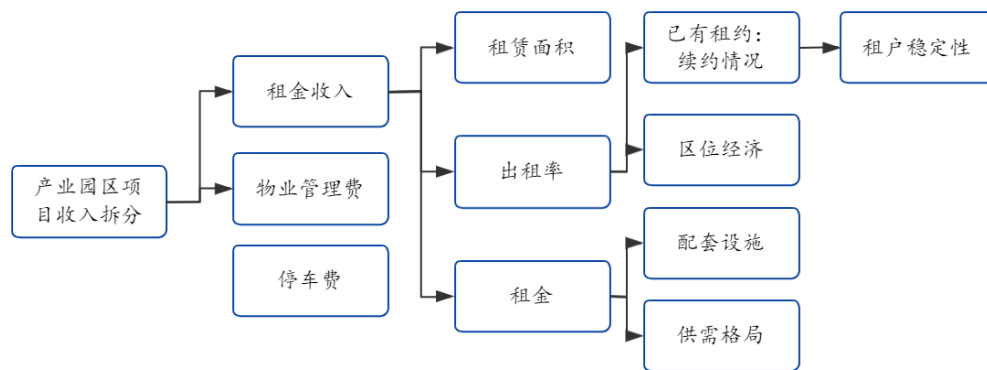 产业园区项
目收入拆分
租金收入
物业管理费
停车费
租赁面积
出租率
租金
已有租约：
续约情况
区位经济
配套设施
供需格局
租户稳定性